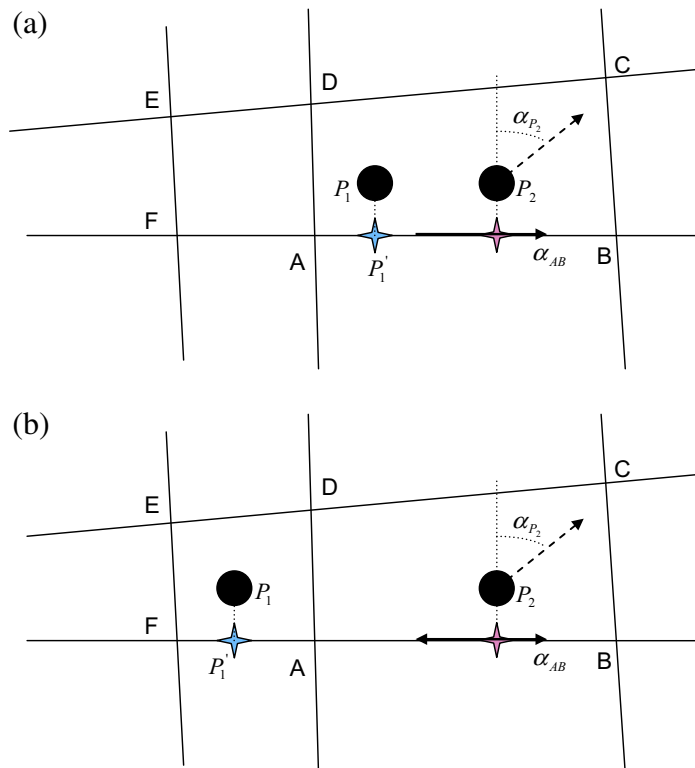 (a)
C
D
E
α_{P_2}
P_1
P_2
F
A
P_1'
α_{AB}
B
(b)
C
D
E
α_{P_2}
P_1
P_2
F
A
P_1'
α_{AB}
B